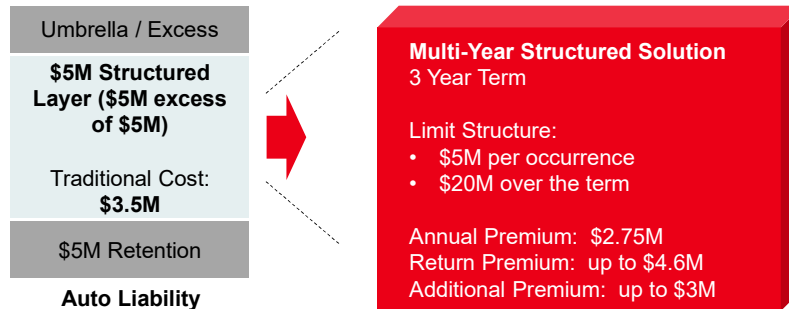 Umbrella / Excess
$5M Structured
Layer ($5M excess
of $5M)
Traditional Cost:
$3.5M
$5M Retention
Auto Liability
Multi-Year Structured Solution
3 Year Term
Limit Structure:
• $5M per occurrence
• $20M over the term
Annual Premium: $2.75M
Return Premium: up to $4.6M
Additional Premium: up to $3M